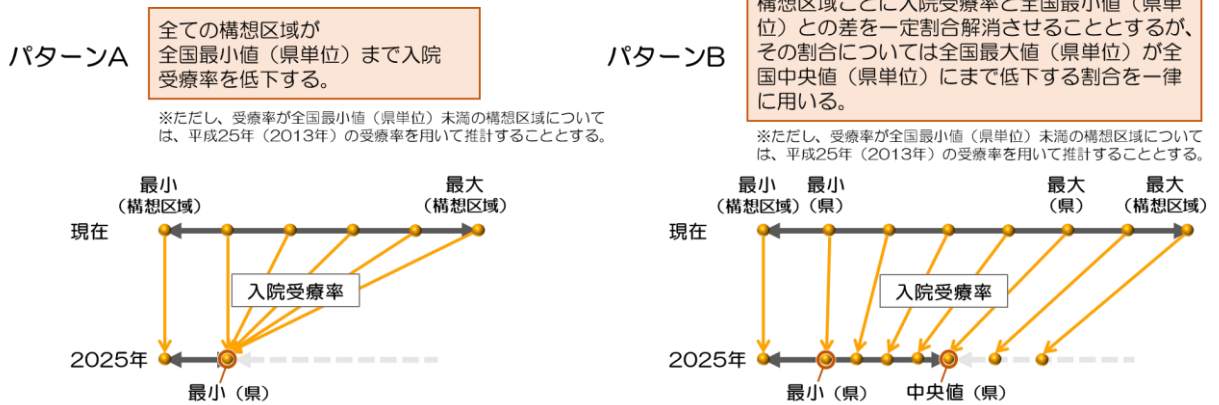 パターンA
全ての構想区域が
全国最小値（県単位）まで入院
受療率を低下する。
※ただし、受療率が全国最小値（県単位）未満の構想区域について
は、平成25年（2013年）の受療率を用いて推計することとする。
最小
（構想区域）
最大
（構想区域）
現在
入院受療率
2025年
最小（県）
パターンB
構想区域ごとに入院受療率と全国最小値（県単
位）との差を一定割合解消させることとするが、
その割合については全国最大値（県単位）が全
国中央値（県単位）にまで低下する割合を一律
に用いる。
※ただし、受療率が全国最小値（県単位）未満の構想区域について
は、平成25年（2013年）の受療率を用いて推計することとする。
最小
（構想区域）
最小
（県）
最大
（県）
最大
（構想区域）
現在
入院受療率
2025年
最小（県）
中央値（県）